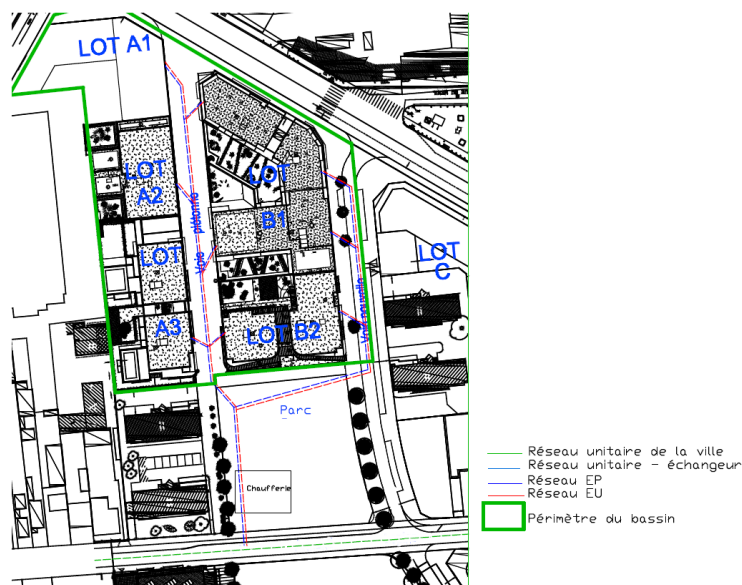 LOT A1
LOT
A2
LOT
A3
Voie piétonne
LOT
B1
LOT B2
Voie nouvelle
LOT
C
Parc
Chaufferie
Réseau unitaire de la ville
Réseau unitaire - échangeur
Réseau EP
Réseau EU
Périmètre du bassin